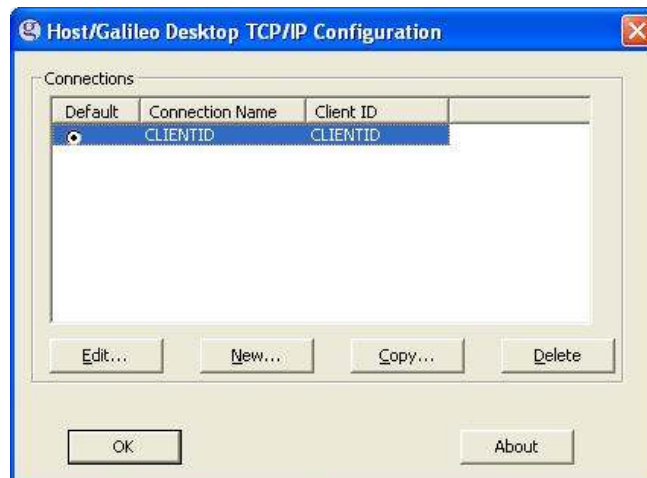 Host/Galileo Desktop TCP/IP Configuration
Connections
Default Connection Name Client ID
CLIENTID CLIENTID
Edit... New... Copy... Delete
OK About